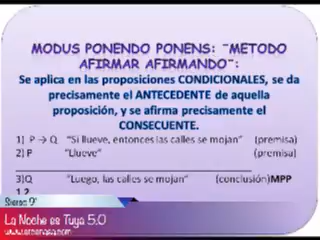 MODUS PONENDO PONENS: ¨METODO
AFIRMAR AFIRMANDO¨:
Se aplica en las proposiciones CONDICIONALES, se da
precisamente el ANTECEDENTE de aquella
proposición, y se afirma precisamente el
CONSECUENTE.
1) P → Q "Si llueve, entonces las calles se mojan" (premisa)
2) P "Llueve" (premisa)
3)Q "Luego, las calles se mojan" (conclusión)MPP
1 2
La Noche es Tuya 5.0